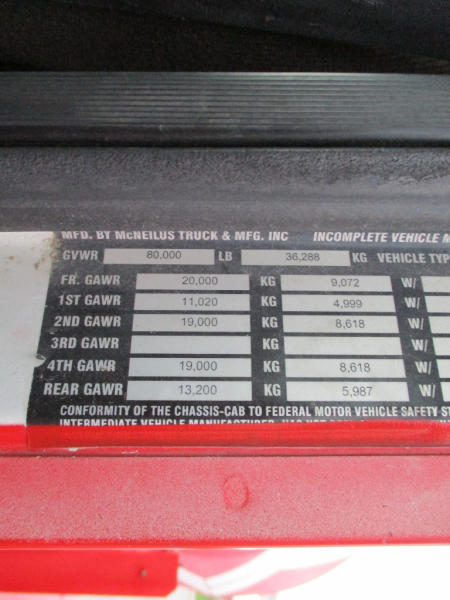 MFD. BY McNEILUS TRUCK & MFG. INC INCOMPLETE VEHICLE M
GVWR 80,000 LB 36,288 KG VEHICLE TYP
FR. GAWR 20,000 KG 9,072 W/
1ST GAWR 11,020 KG 4,999 W/
2ND GAWR 19,000 KG 8,618 W/
3RD GAWR KG W/
4TH GAWR 19,000 KG 8,618 W/
REAR GAWR 13,200 KG 5,987 W/
CONFORMITY OF THE CHASSIS-CAB TO FEDERAL MOTOR VEHICLE SAFETY ST
INTERMEDIATE VEHICLE MANUFACTURER, HAS NOT